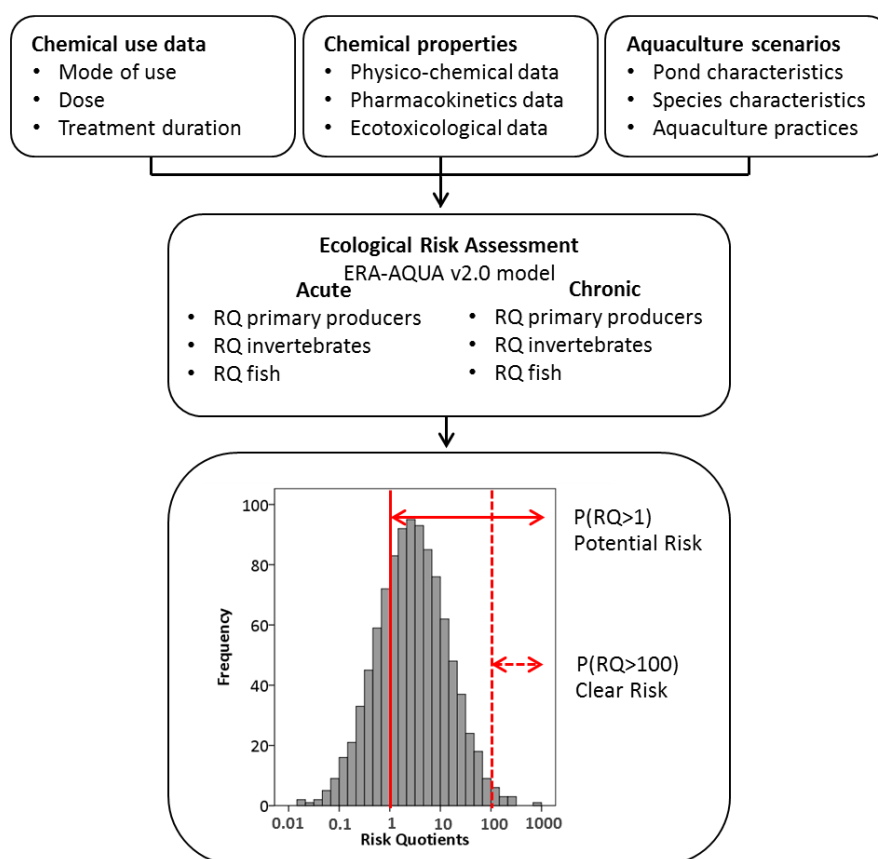 Chemical use data
• Mode of use
• Dose
• Treatment duration
Chemical properties
• Physico-chemical data
• Pharmacokinetics data
• Ecotoxicological data
Aquaculture scenarios
• Pond characteristics
• Species characteristics
• Aquaculture practices
Ecological Risk Assessment
ERA-AQUA v2.0 model
Acute
• RQ primary producers
• RQ invertebrates
• RQ fish
Chronic
• RQ primary producers
• RQ invertebrates
• RQ fish
Frequency
100
80
60
40
20
0
0.01 0.1 1 10 100 1000
Risk Quotients
P(RQ>1)
Potential Risk
P(RQ>100)
Clear Risk